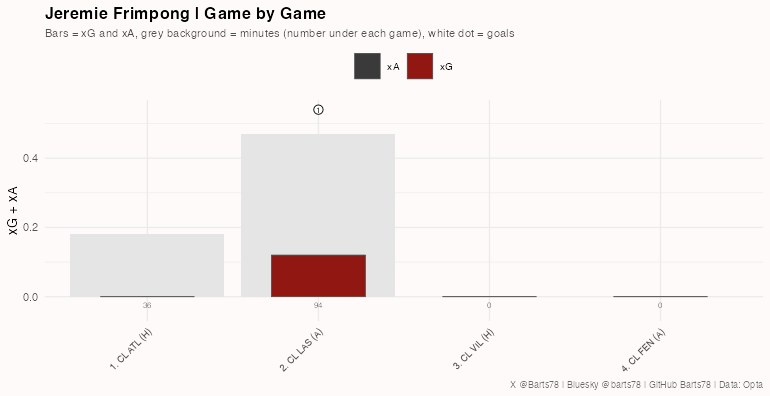 Jeremie Frimpong | Game by Game
Bars = xG and xA, grey background = minutes (number under each game), white dot = goals
xA xG
1
xG + xA
0.4
0.2
0.0
36 94 0 0
1. CL ATL (H) 2. CL LAS (A) 3. CL VIL (H) 4. CL FEN (A)
X @Barts78 | Bluesky @barts78 | GitHub Barts78 | Data: Opta